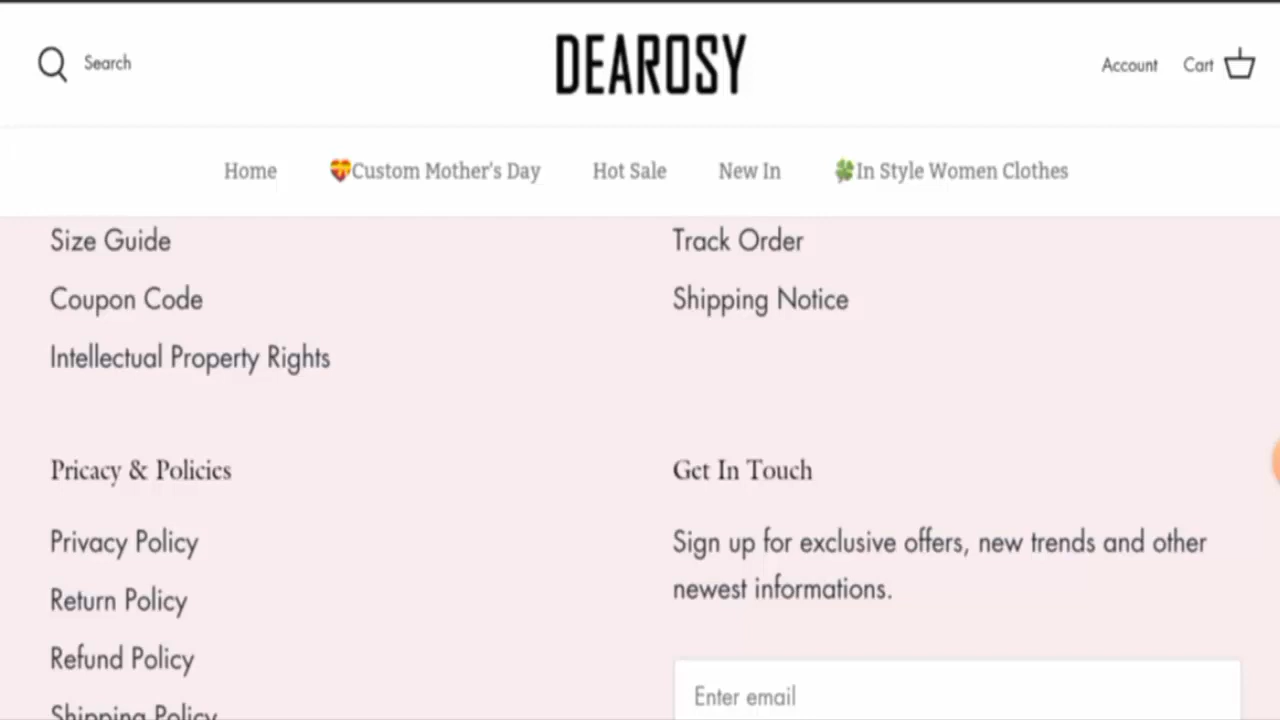 Search
DEAROSY
Account Cart
Home 💝Custom Mother's Day Hot Sale New In 🍀In Style Women Clothes
Size Guide
Coupon Code
Intellectual Property Rights
Track Order
Shipping Notice
Pricacy & Policies
Privacy Policy
Return Policy
Refund Policy
Shipping Policy
Get In Touch
Sign up for exclusive offers, new trends and other
newest informations.
Enter email